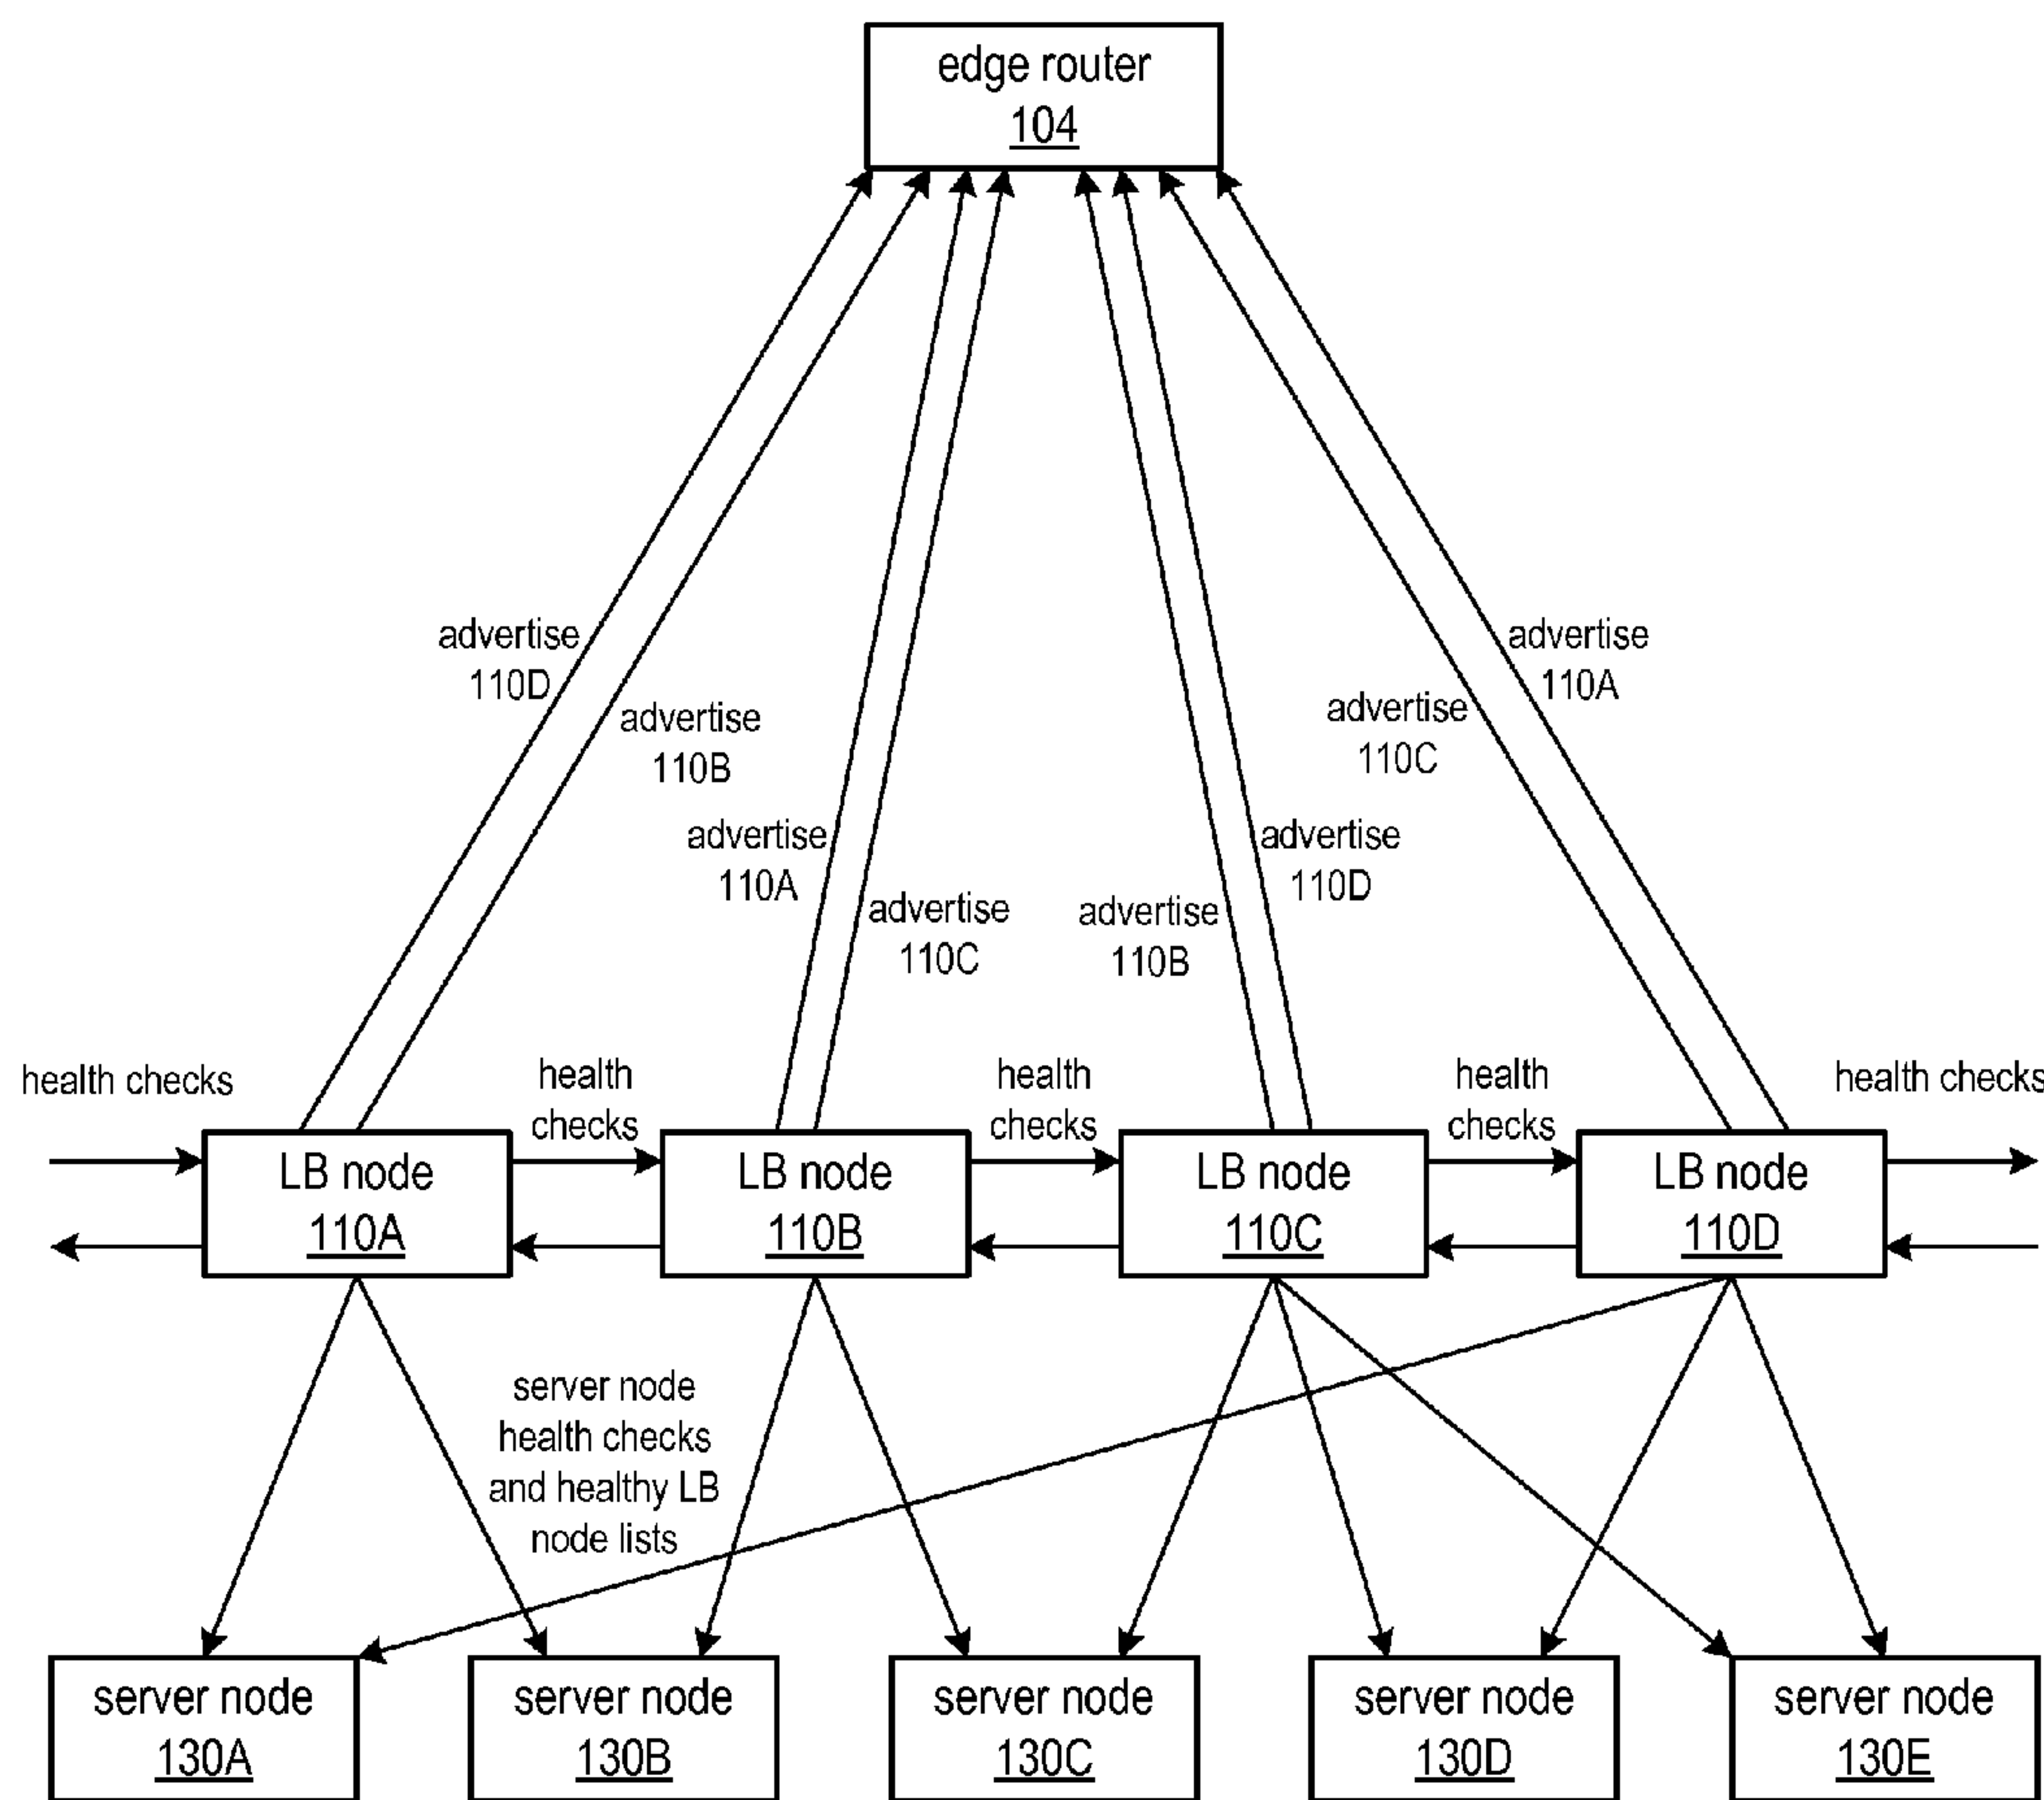 edge router
104
advertise
110D
advertise
110B
advertise
110A
advertise
110C
advertise
110B
advertise
110D
advertise
110C
advertise
110A
health checks
health
checks
health
checks
health
checks
health checks
LB node
110A
LB node
110B
LB node
110C
LB node
110D
server node
health checks
and healthy LB
node lists
server node
130A
server node
130B
server node
130C
server node
130D
server node
130E